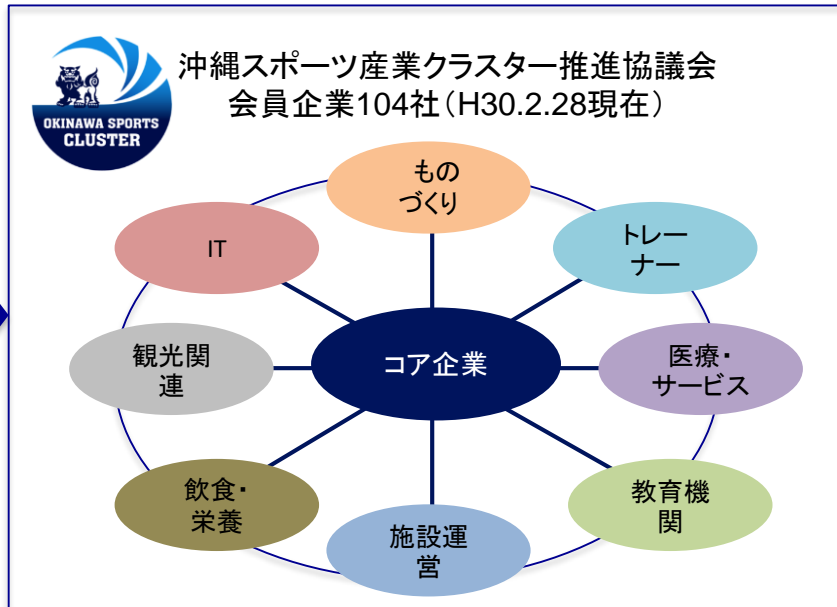 OKINAWA SPORTS
CLUSTER
沖縄スポーツ産業クラスター推進協議会
会員企業104社（H30.2.28現在）
もの
づくり
IT
トレー
ナー
観光関
連
コア企業
医療・
サービス
飲食・
栄養
施設運
営
教育機
関